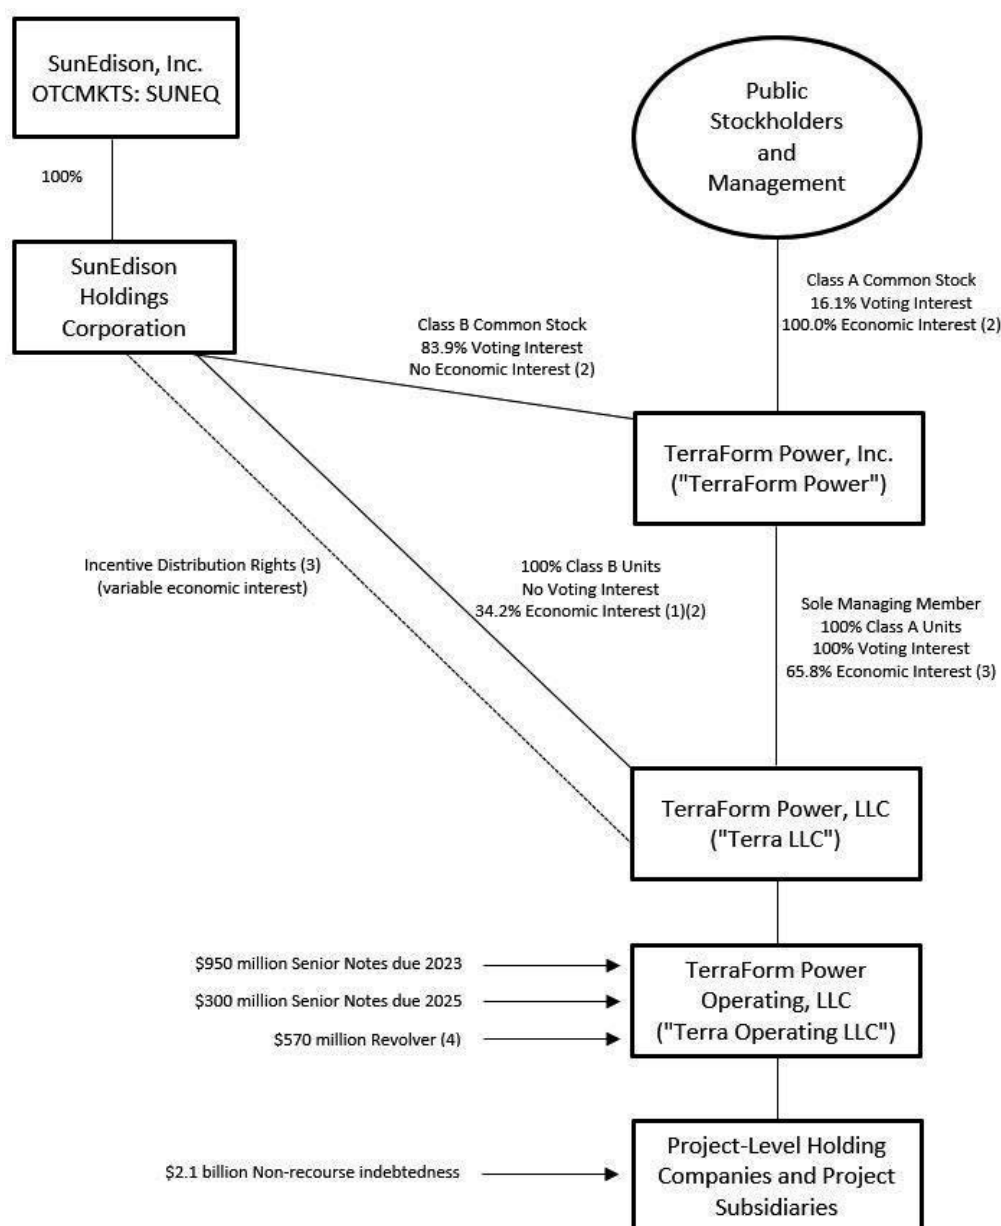 SunEdison, Inc.
OTCMKTS: SUNEQ
Public
Stockholders
and
Management
100%
SunEdison
Holdings
Corporation
Class A Common Stock
16.1% Voting Interest
100.0% Economic Interest (2)
Class B Common Stock
83.9% Voting Interest
No Economic Interest (2)
TerraForm Power, Inc.
("TerraForm Power")
Incentive Distribution Rights (3)
(variable economic interest)
100% Class B Units
No Voting Interest
34.2% Economic Interest (1)(2)
Sole Managing Member
100% Class A Units
100% Voting Interest
65.8% Economic Interest (3)
TerraForm Power, LLC
("Terra LLC")
$950 million Senior Notes due 2023
$300 million Senior Notes due 2025
$570 million Revolver (4)
TerraForm Power
Operating, LLC
("Terra Operating LLC")
$2.1 billion Non-recourse indebtedness
Project-Level Holding
Companies and Project
Subsidiaries